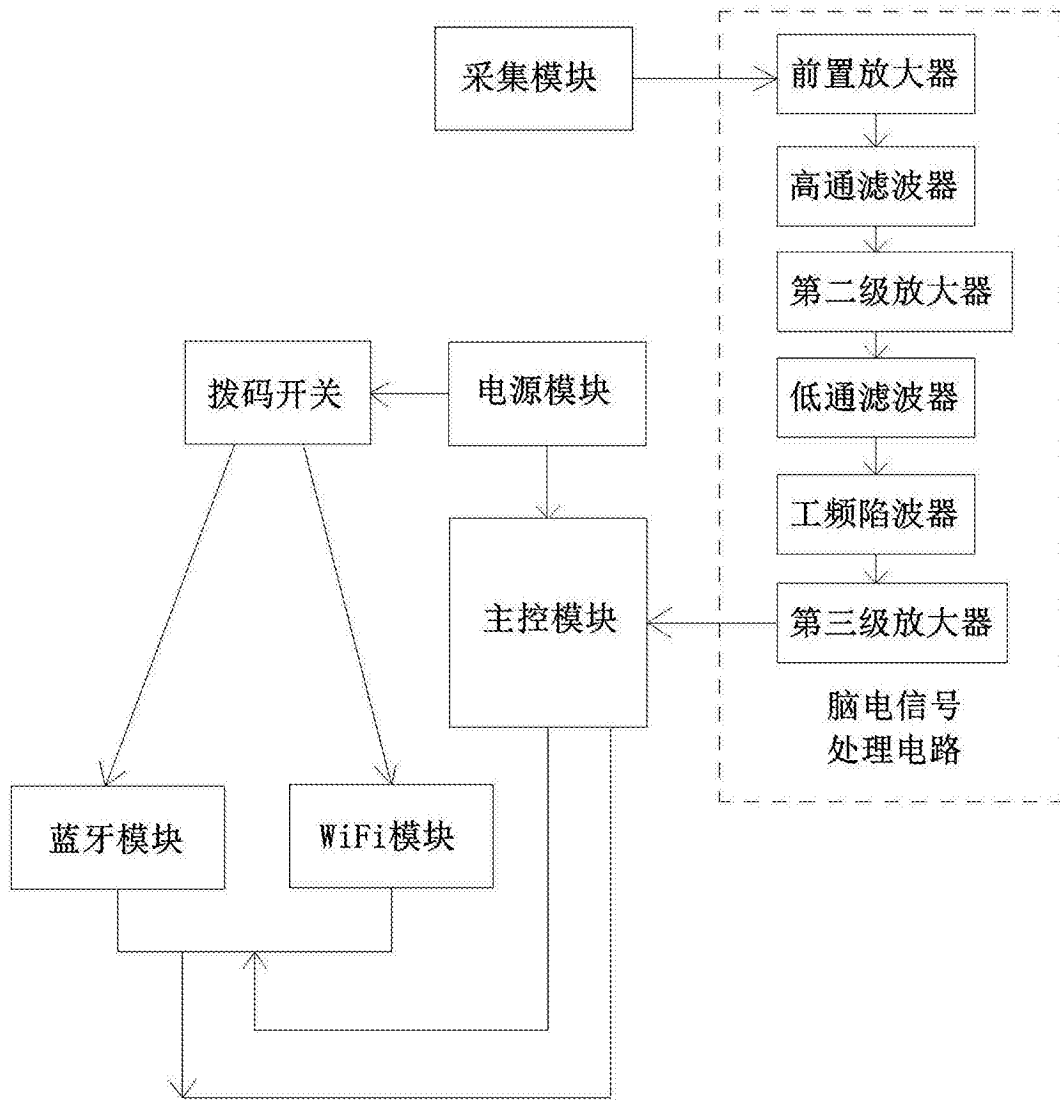 采集模块
前置放大器
高通滤波器
第二级放大器
拨码开关
电源模块
低通滤波器
工频陷波器
主控模块
第三级放大器
脑电信号
处理电路
蓝牙模块
WiFi模块